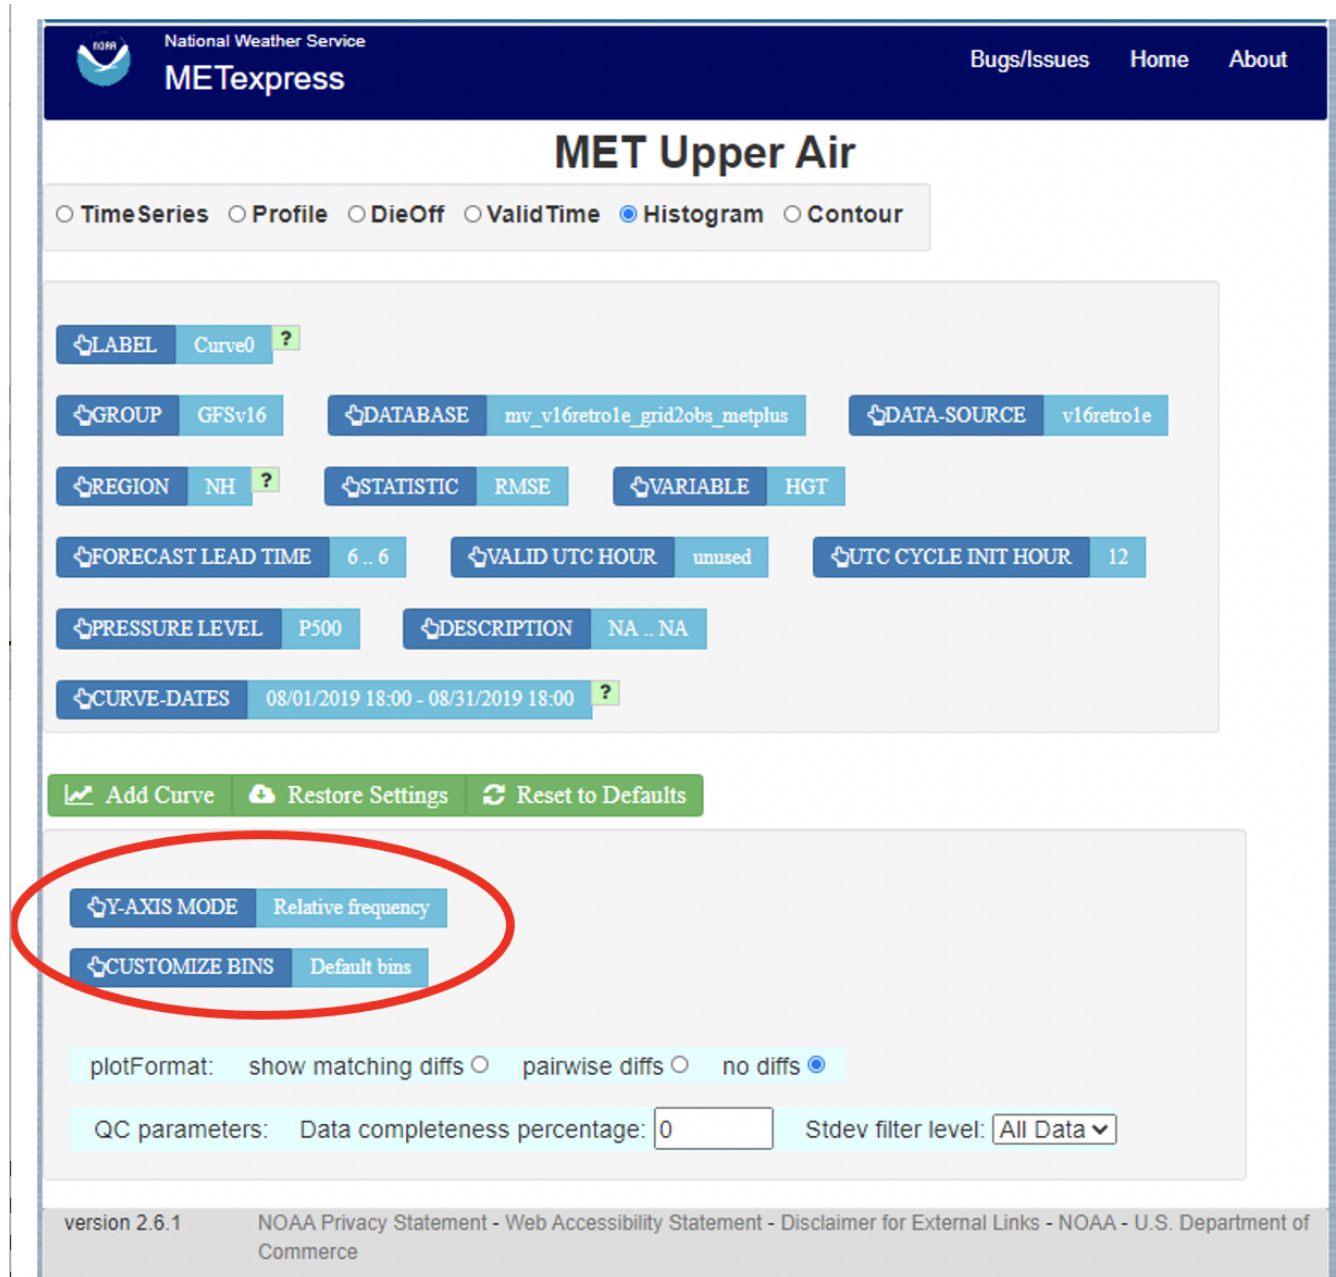 NOAA
National Weather Service
METexpress
Bugs/Issues Home About
MET Upper Air
TimeSeries Profile DieOff ValidTime Histogram Contour
LABEL Curve0 ?
GROUP GFSv16 DATABASE mv_v16retro1e_grid2obs_metplus DATA-SOURCE v16retro1e
REGION NH ? STATISTIC RMSE VARIABLE HGT
FORECAST LEAD TIME 6 .. 6 VALID UTC HOUR unused UTC CYCLE INIT HOUR 12
PRESSURE LEVEL P500 DESCRIPTION NA .. NA
CURVE-DATES 08/01/2019 18:00 - 08/31/2019 18:00 ?
Add Curve Restore Settings Reset to Defaults
Y-AXIS MODE Relative frequency
CUSTOMIZE BINS Default bins
plotFormat: show matching diffs pairwise diffs no diffs
QC parameters: Data completeness percentage: 0 Stdev filter level: All Data
version 2.6.1 NOAA Privacy Statement - Web Accessibility Statement - Disclaimer for External Links - NOAA - U.S. Department of
Commerce